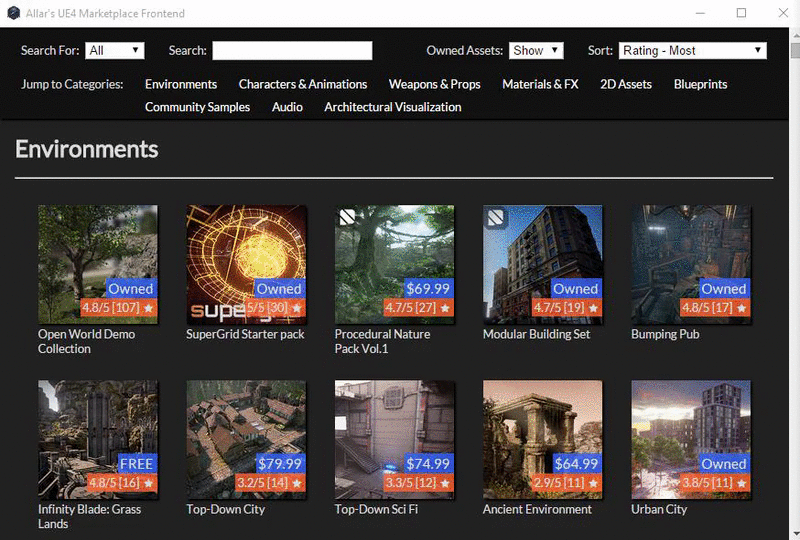 Allar's UE4 Marketplace Frontend
Search For: All Search: Owned Assets: Show Sort: Rating - Most
Jump to Categories: Environments Characters & Animations Weapons & Props Materials & FX 2D Assets Blueprints
Community Samples Audio Architectural Visualization
Environments
Owned Owned $69.99 Owned Owned
4.8/5 [107] ★ 5/5 [30] ★ 4.7/5 [27] ★ 4.7/5 [19] ★ 4.8/5 [17] ★
Open World Demo SuperGrid Starter pack Procedural Nature Modular Building Set Bumping Pub
Collection Pack Vol.1
FREE $79.99 $74.99 $64.99 Owned
4.8/5 [16] ★ 3.2/5 [14] ★ 3.3/5 [12] ★ 2.9/5 [11] ★ 3.8/5 [11] ★
Infinity Blade: Grass Top-Down City Top-Down Sci Fi Ancient Environment Urban City
Lands